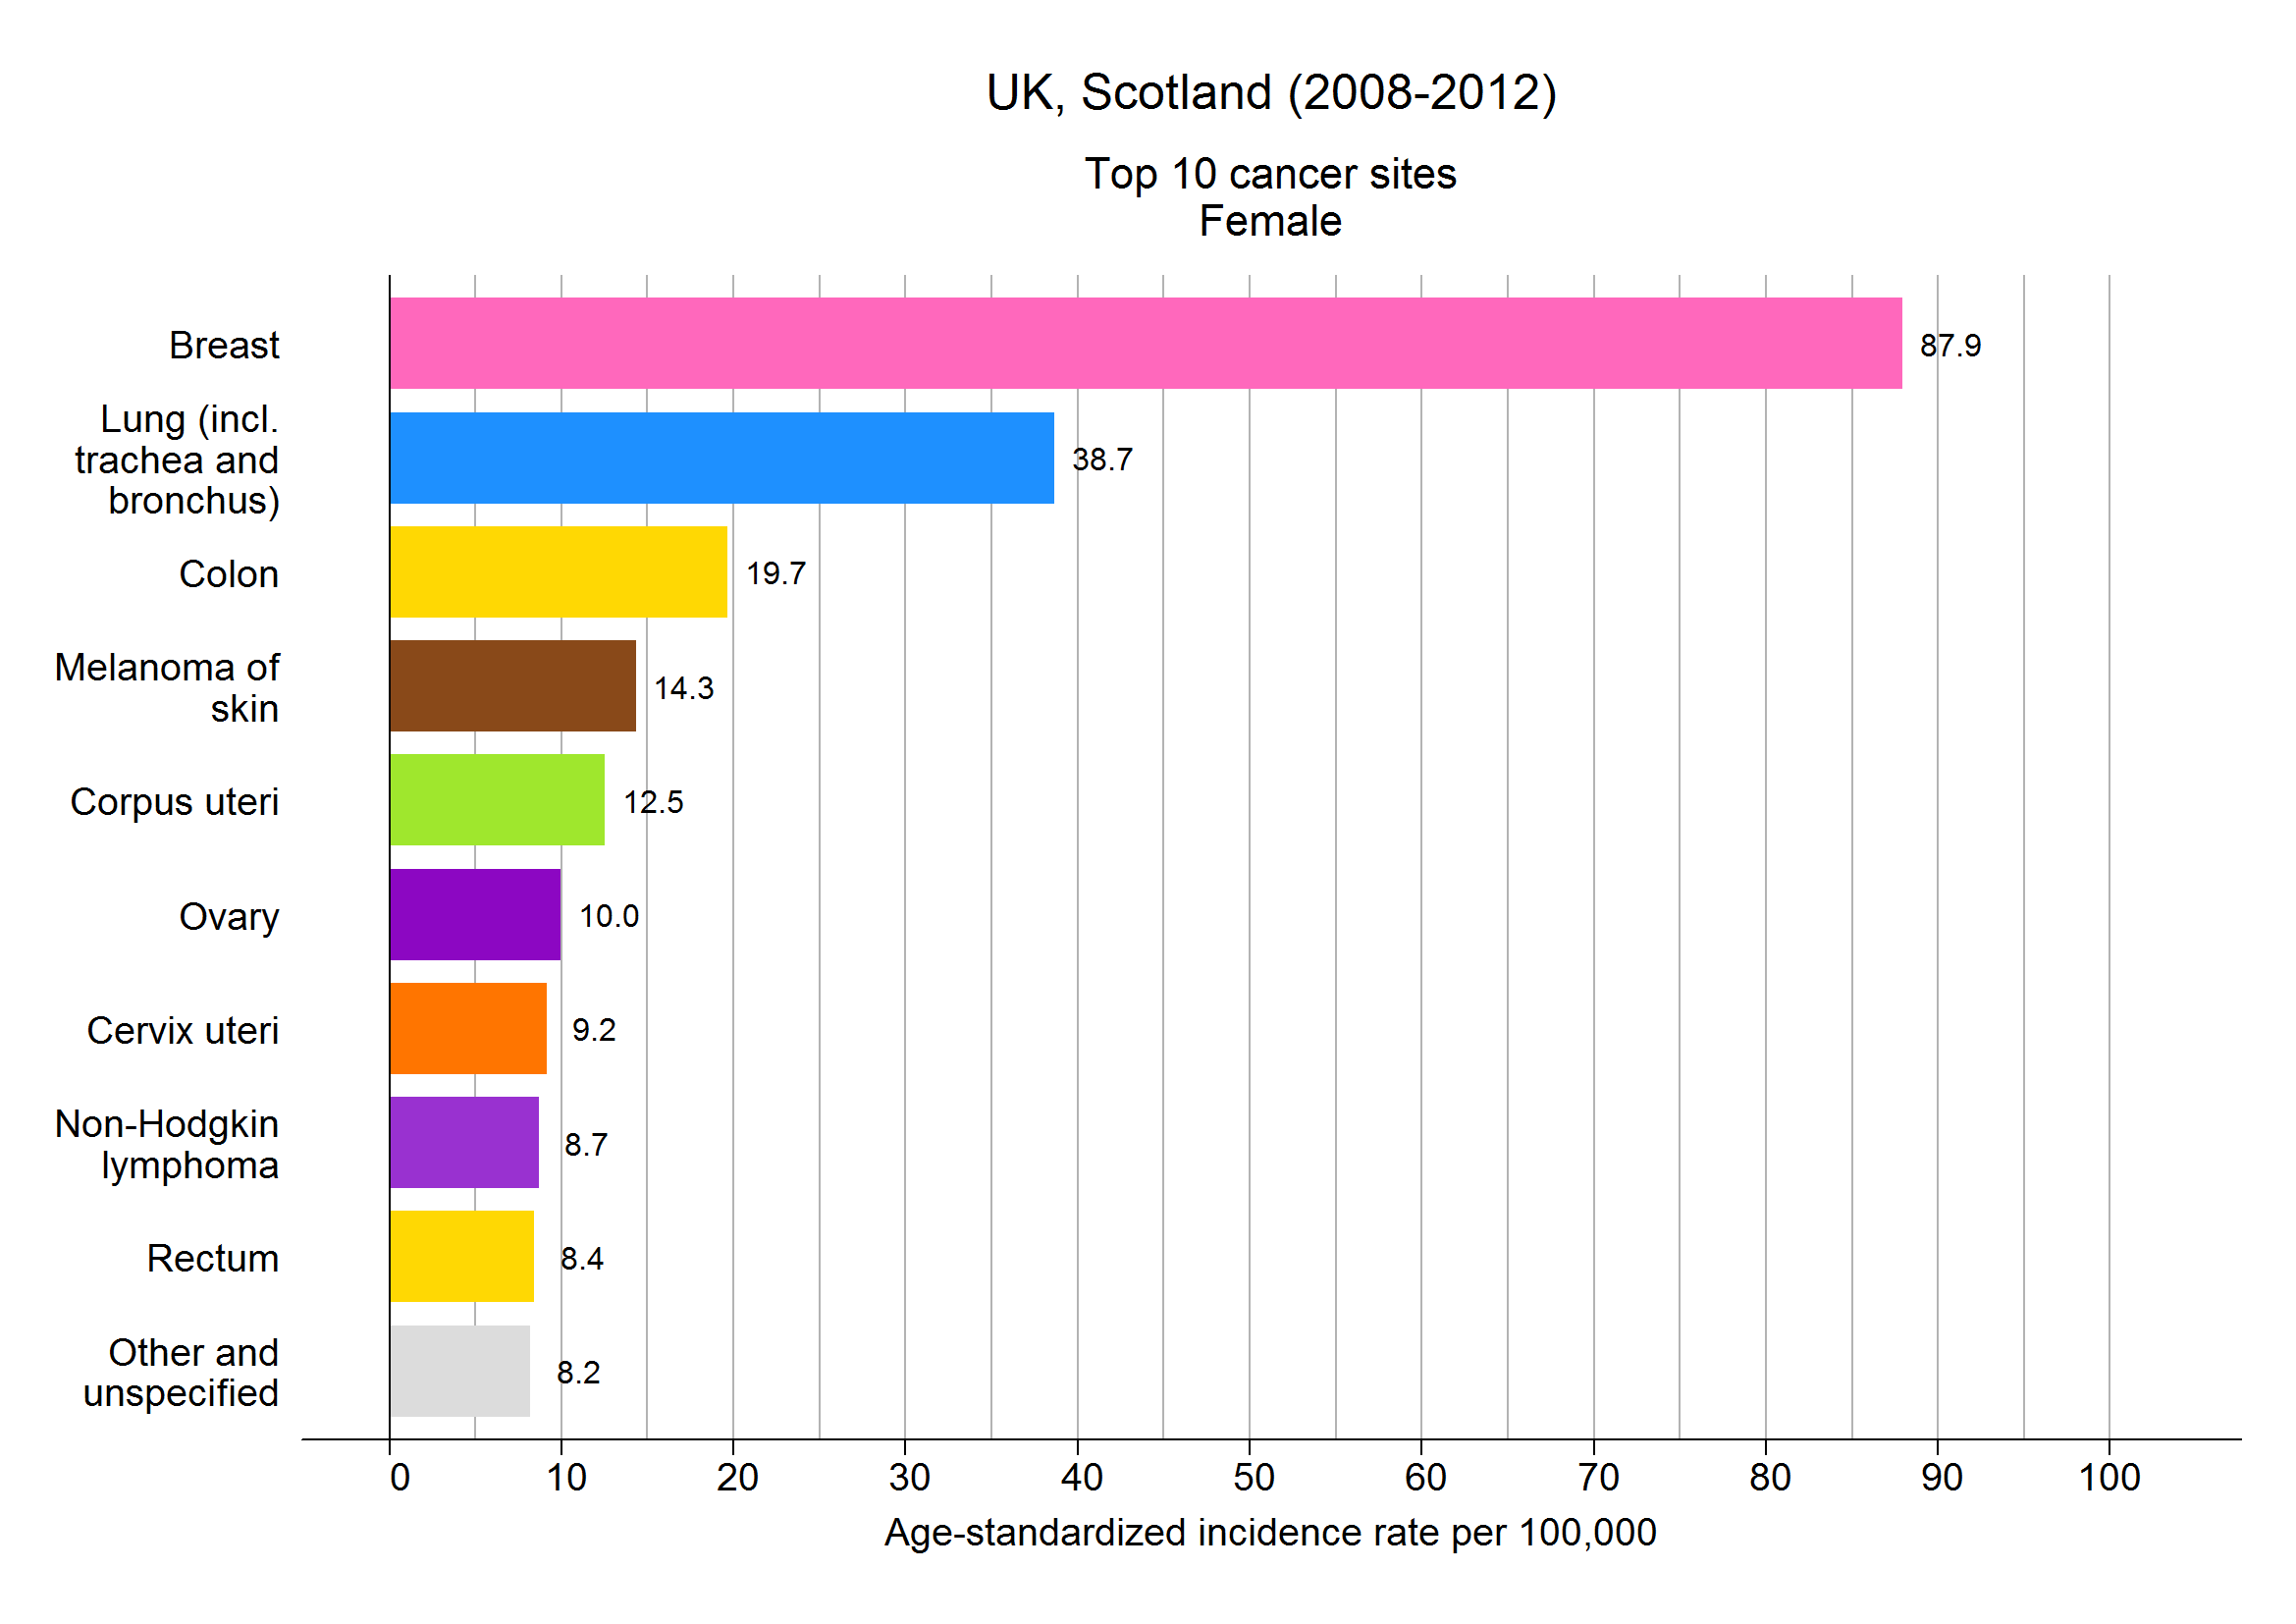 UK, Scotland (2008-2012)
Top 10 cancer sites
Female
Breast
87.9
Lung (incl.
trachea and
bronchus)
38.7
Colon
19.7
Melanoma of
skin
14.3
Corpus uteri
12.5
Ovary
10.0
Cervix uteri
9.2
Non-Hodgkin
lymphoma
8.7
Rectum
8.4
Other and
unspecified
8.2
0 10 20 30 40 50 60 70 80 90 100
Age-standardized incidence rate per 100,000